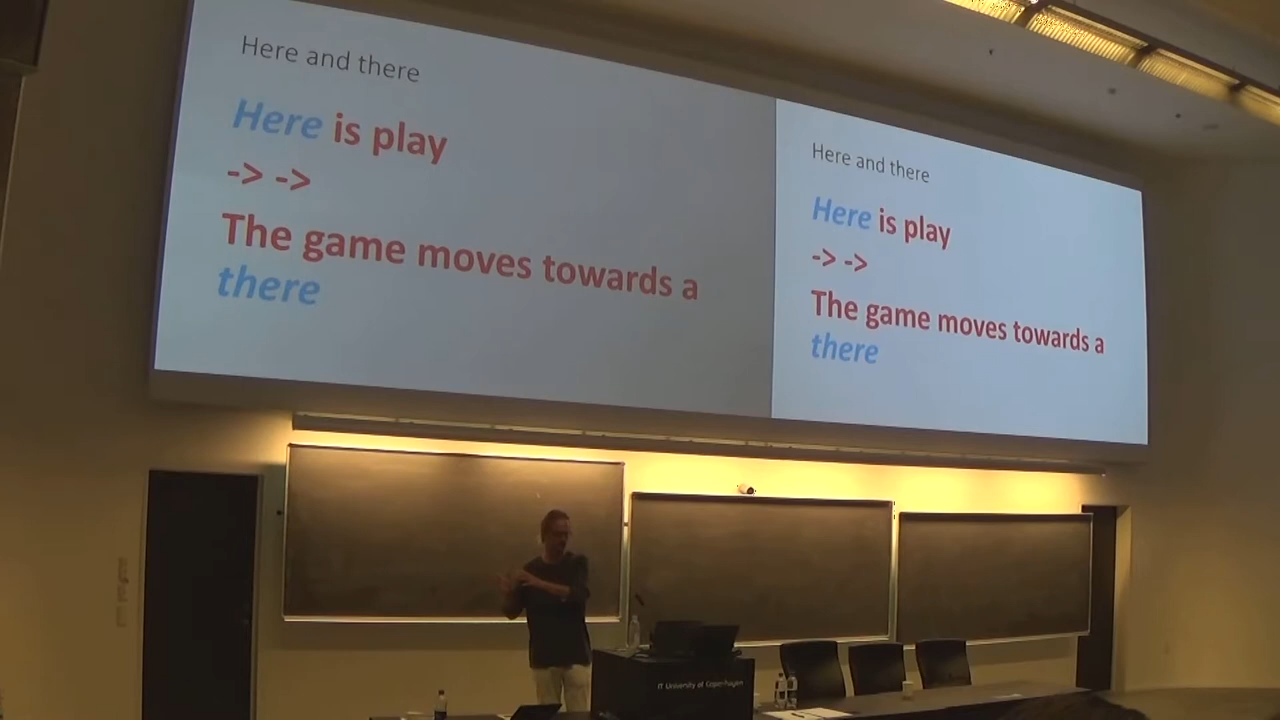 Here and there
Here is play
-> ->
The game moves towards a
there
Here and there
Here is play
-> ->
The game moves towards a
there
IT University of Copenhagen